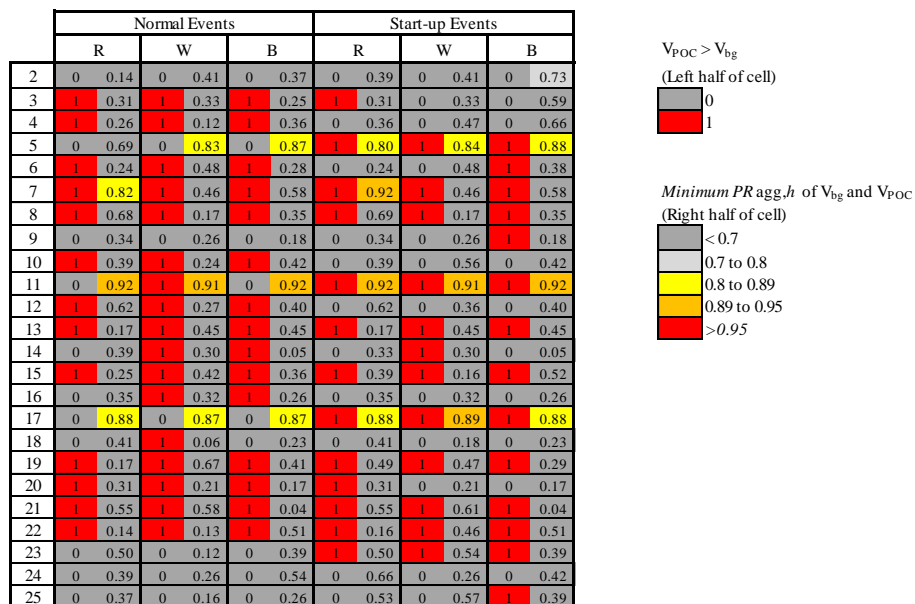 Normal Events Start-up Events
R W B R W B
2 0 0.14 0 0.41 0 0.37 0 0.39 0 0.41 0 0.73
3 1 0.31 1 0.33 1 0.25 1 0.31 0 0.33 0 0.59
4 1 0.26 1 0.12 1 0.36 0 0.36 0 0.47 0 0.66
5 0 0.69 0 0.83 0 0.87 1 0.80 1 0.84 1 0.88
6 1 0.24 1 0.48 1 0.28 0 0.24 0 0.48 1 0.38
7 1 0.82 1 0.46 1 0.58 1 0.92 1 0.46 1 0.58
8 1 0.68 1 0.17 1 0.35 1 0.69 1 0.17 1 0.35
9 0 0.34 0 0.26 0 0.18 0 0.34 0 0.26 1 0.18
10 1 0.39 1 0.24 1 0.42 0 0.39 0 0.56 0 0.42
11 0 0.92 1 0.91 0 0.92 1 0.92 1 0.91 1 0.92
12 1 0.62 1 0.27 1 0.40 0 0.62 0 0.36 0 0.40
13 1 0.17 1 0.45 1 0.45 1 0.17 1 0.45 1 0.45
14 0 0.39 1 0.30 1 0.05 0 0.33 1 0.30 0 0.05
15 1 0.25 1 0.42 1 0.36 1 0.39 1 0.16 1 0.52
16 0 0.35 1 0.32 1 0.26 0 0.35 0 0.32 0 0.26
17 0 0.88 0 0.87 0 0.87 1 0.88 1 0.89 1 0.88
18 0 0.41 1 0.06 0 0.23 0 0.41 0 0.18 0 0.23
19 1 0.17 1 0.67 1 0.41 1 0.49 1 0.47 1 0.29
20 1 0.31 1 0.21 1 0.17 1 0.31 0 0.21 0 0.17
21 1 0.55 1 0.58 1 0.04 1 0.55 1 0.61 1 0.04
22 1 0.14 1 0.13 1 0.51 1 0.16 1 0.46 1 0.51
23 0 0.50 0 0.12 0 0.39 1 0.50 1 0.54 1 0.39
24 0 0.39 0 0.26 0 0.54 0 0.66 0 0.26 0 0.42
25 0 0.37 0 0.16 0 0.26 0 0.53 0 0.57 1 0.39
V_POC > V_bg
(Left half of cell)
0
1
Minimum PR agg,h of V_bg and V_POC
(Right half of cell)
< 0.7
0.7 to 0.8
0.8 to 0.89
0.89 to 0.95
>0.95